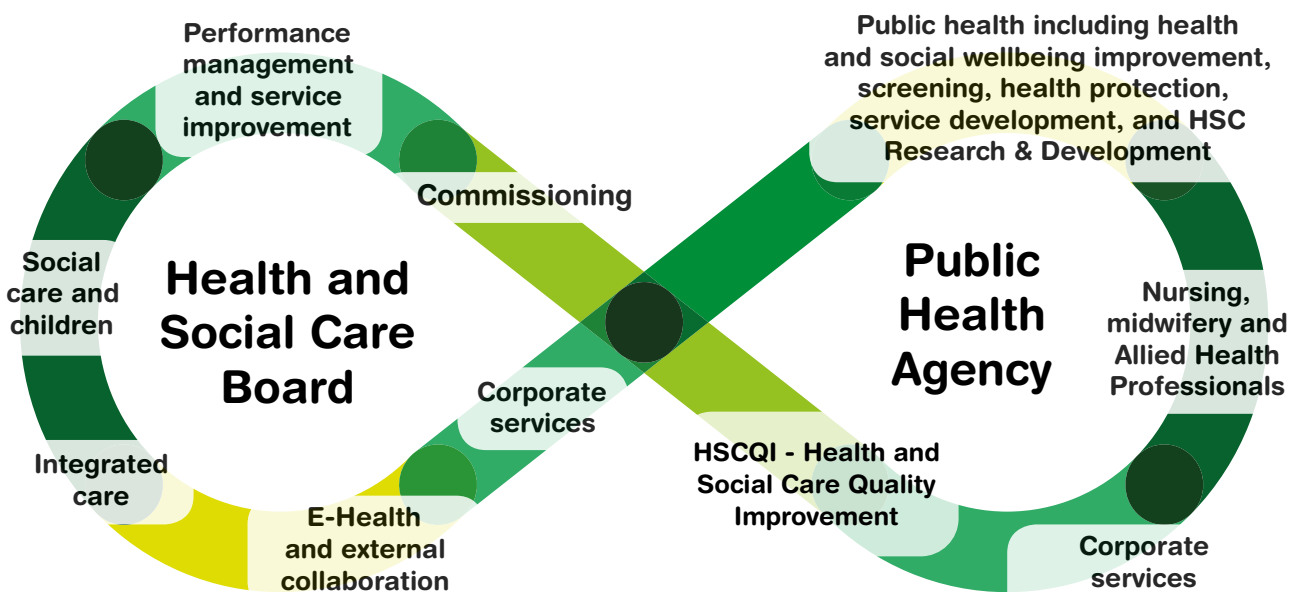 Performance
management
and service
improvement
Commissioning
Social
care and
children
Health and
Social Care
Board
Integrated
care
E-Health
and external
collaboration
Corporate
services
Public health including health
and social wellbeing improvement,
screening, health protection,
service development, and HSC
Research & Development
Public
Health
Agency
Nursing,
midwifery and
Allied Health
Professionals
HSCQI - Health and
Social Care Quality
Improvement
Corporate
services